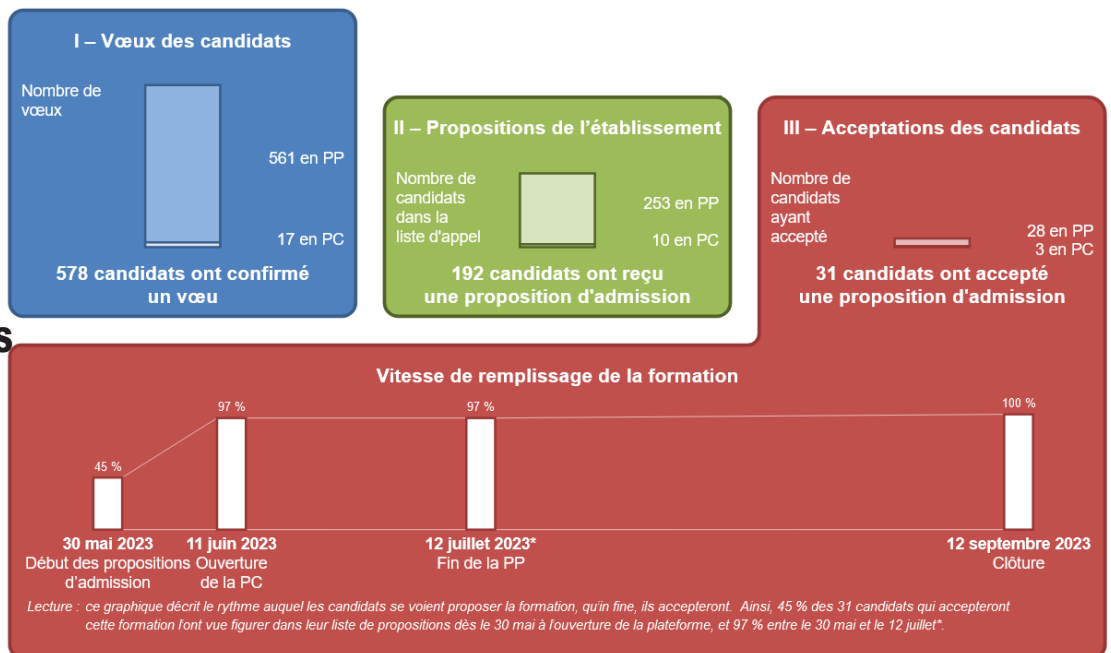 I – Vœux des candidats
Nombre de
vœux
561 en PP
17 en PC
578 candidats ont confirmé
un vœu
II – Propositions de l'établissement
Nombre de
candidats
dans la
liste d'appel
253 en PP
10 en PC
192 candidats ont reçu
une proposition d'admission
III – Acceptations des candidats
Nombre de
candidats
ayant
accepté
28 en PP
3 en PC
31 candidats ont accepté
une proposition d'admission
s
Vitesse de remplissage de la formation
45 %
97 %
97 %
100 %
30 mai 2023
Début des propositions
d'admission
11 juin 2023
Ouverture
de la PC
12 juillet 2023*
Fin de la PP
12 septembre 2023
Clôture
Lecture : ce graphique décrit le rythme auquel les candidats se voient proposer la formation, qu'in fine, ils accepteront. Ainsi, 45 % des 31 candidats qui accepteront
cette formation l'ont vue figurer dans leur liste de propositions dès le 30 mai à l'ouverture de la plateforme, et 97 % entre le 30 mai et le 12 juillet*.